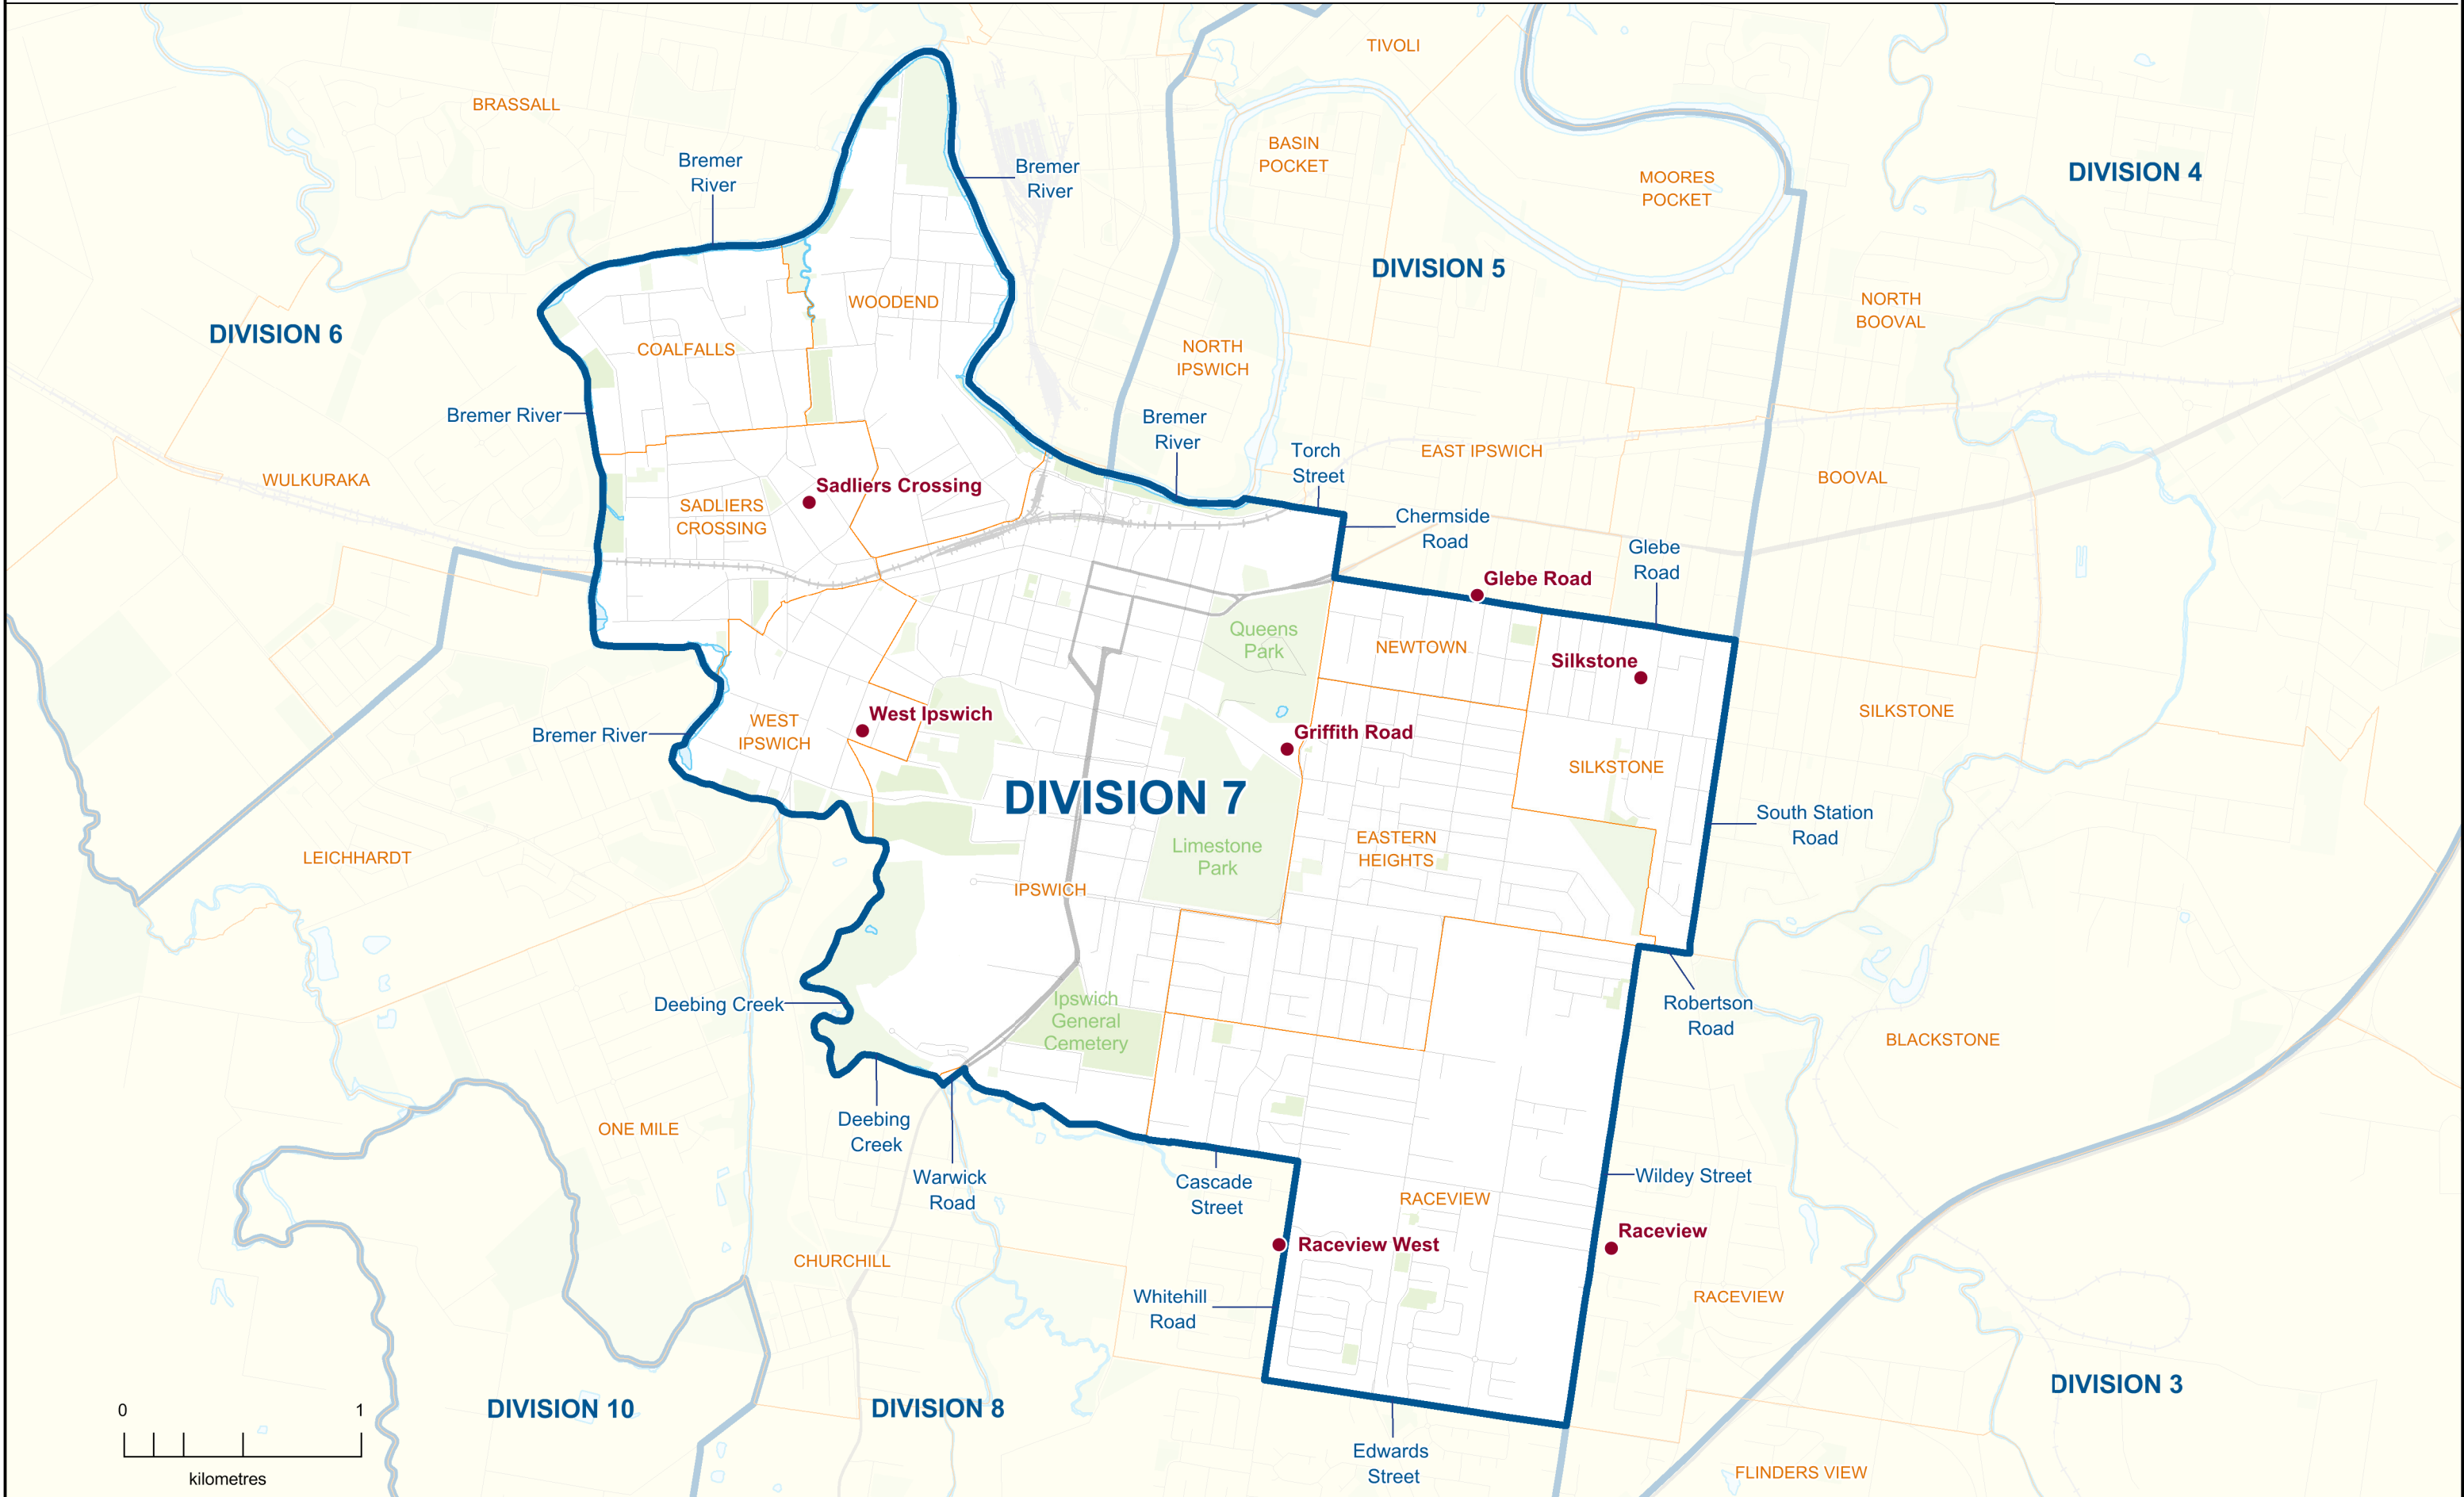 TIVOLI
BRASSALL
BASIN
POCKET
Bremer
River
Bremer
River
MOORES
POCKET
DIVISION 4
DIVISION 5
WOODEND
NORTH
BOOVAL
DIVISION 6
COALFALLS
NORTH
IPSWICH
Bremer River
Bremer
River
Torch
Street
EAST IPSWICH
BOOVAL
WULKURAKA
Sadliers Crossing
SADLIERS
CROSSING
Chermside
Road
Glebe
Road
Glebe Road
Queens
Park
NEWTOWN
Silkstone
West Ipswich
WEST
IPSWICH
Bremer River
Griffith Road
SILKSTONE
SILKSTONE
DIVISION 7
South Station
Road
LEICHHARDT
Limestone
Park
EASTERN
HEIGHTS
IPSWICH
Deebing Creek
Ipswich
General
Cemetery
Robertson
Road
BLACKSTONE
ONE MILE
Deebing
Creek
Warwick
Road
Cascade
Street
Wildey Street
RACEVIEW
Raceview
Raceview West
CHURCHILL
Whitehill
Road
RACEVIEW
DIVISION 3
0 1
kilometres
DIVISION 10
DIVISION 8
Edwards
Street
FLINDERS VIEW